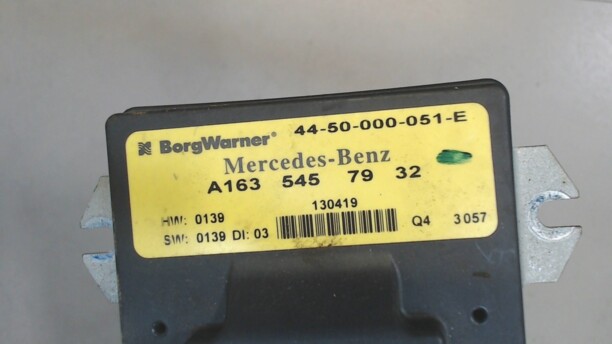 BorgWarner® 44-50-000-051-E
Mercedes-Benz
A163 545 79 32
130419
HW: 0139
SW: 0139 DI: 03 Q4 3057